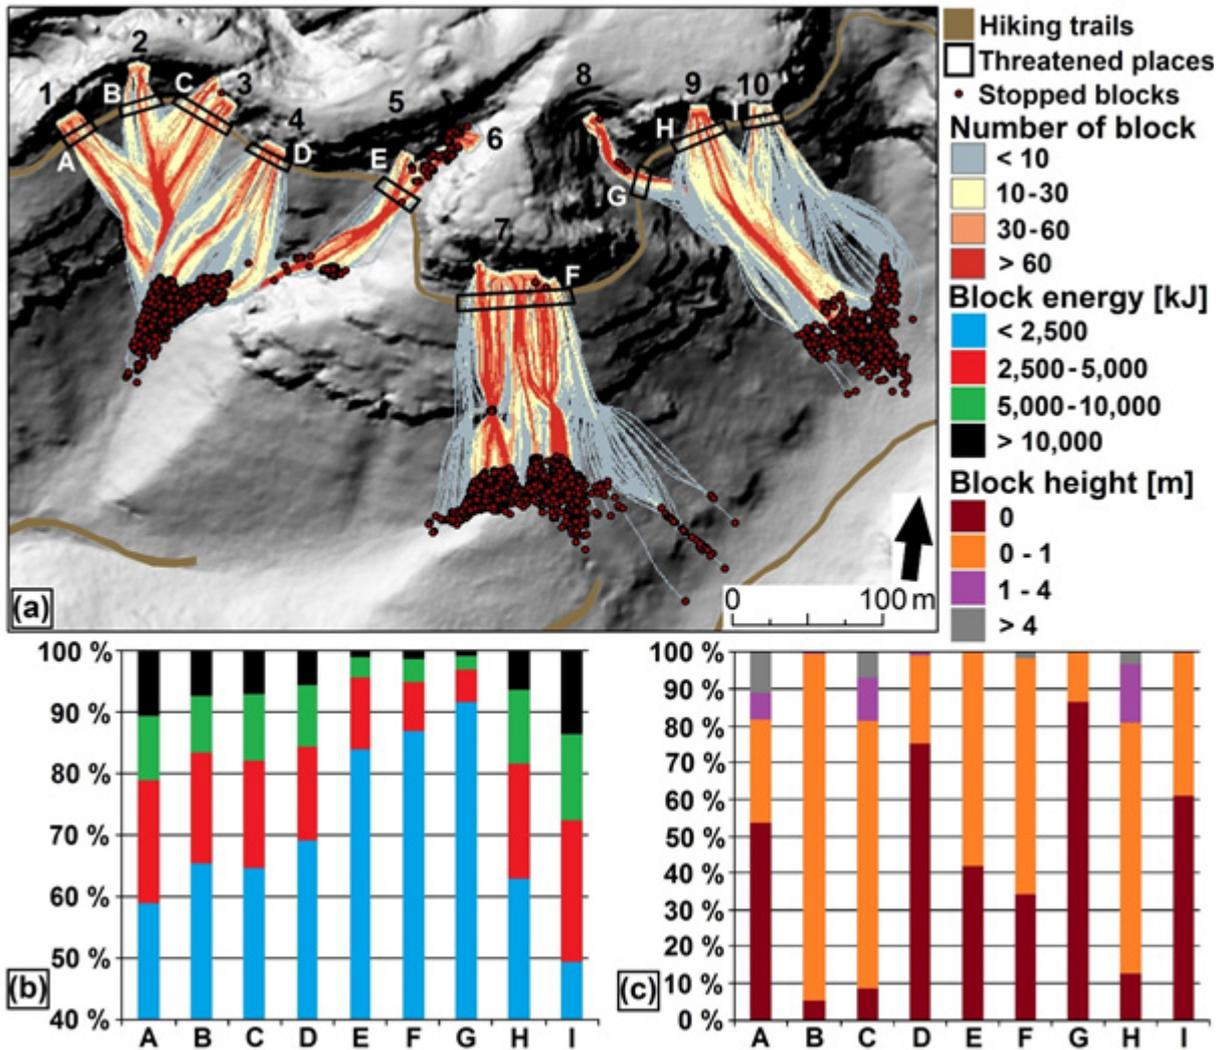 1
2
3
4
5
6
7
8
9
10
A
B
C
D
E
F
G
H
I
(a)
0 100 m
Hiking trails
Threatened places
Stopped blocks
Number of block
< 10
10-30
30-60
> 60
Block energy [kJ]
< 2,500
2,500-5,000
5,000-10,000
> 10,000
Block height [m]
0
0 - 1
1 - 4
> 4
100 %
90 %
80 %
70 %
60 %
50 %
40 %
(b)
A B C D E F G H I
100 %
90 %
80 %
70 %
60 %
50 %
40 %
30 %
20 %
10 %
0 %
(c)
A B C D E F G H I